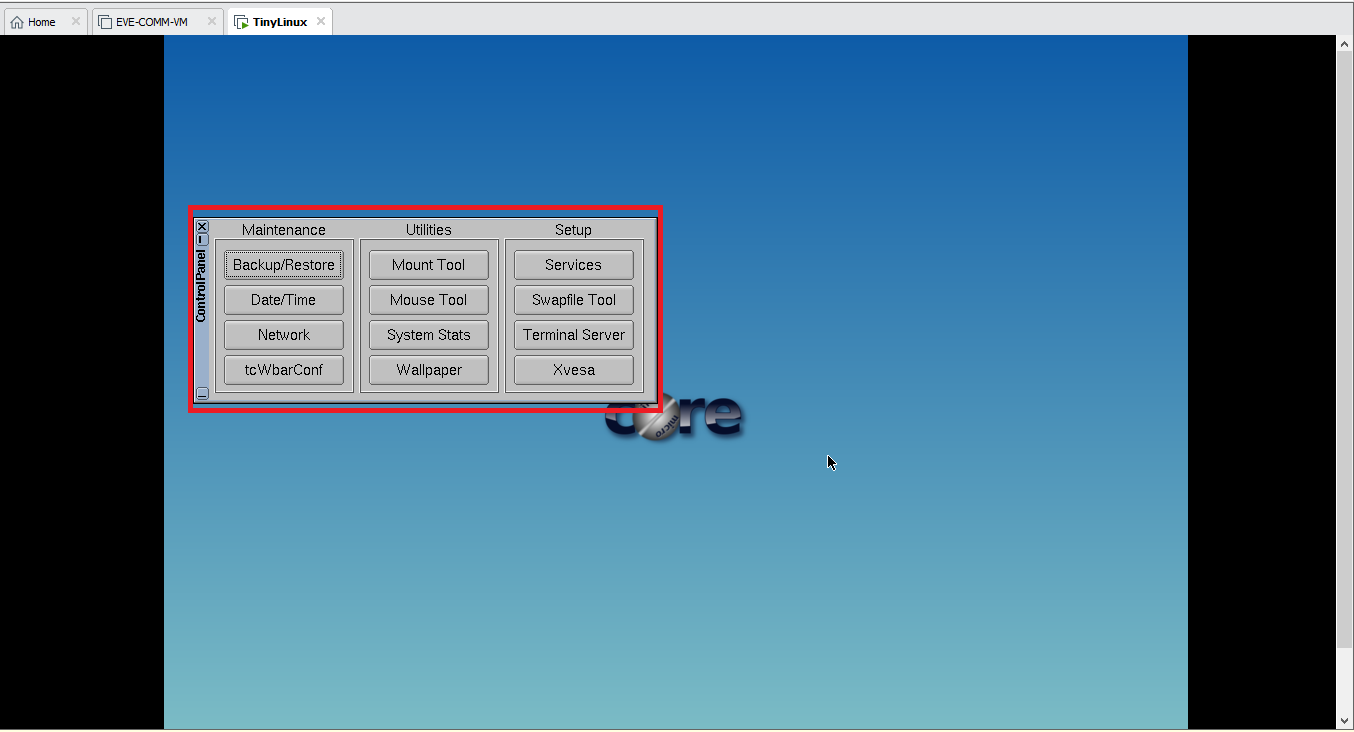 Home
EVE-COMM-VM
TinyLinux
ControlPanel
Maintenance
Utilities
Setup
Backup/Restore
Mount Tool
Services
Date/Time
Mouse Tool
Swapfile Tool
Network
System Stats
Terminal Server
tcWbarConf
Wallpaper
Xvesa
core
micro